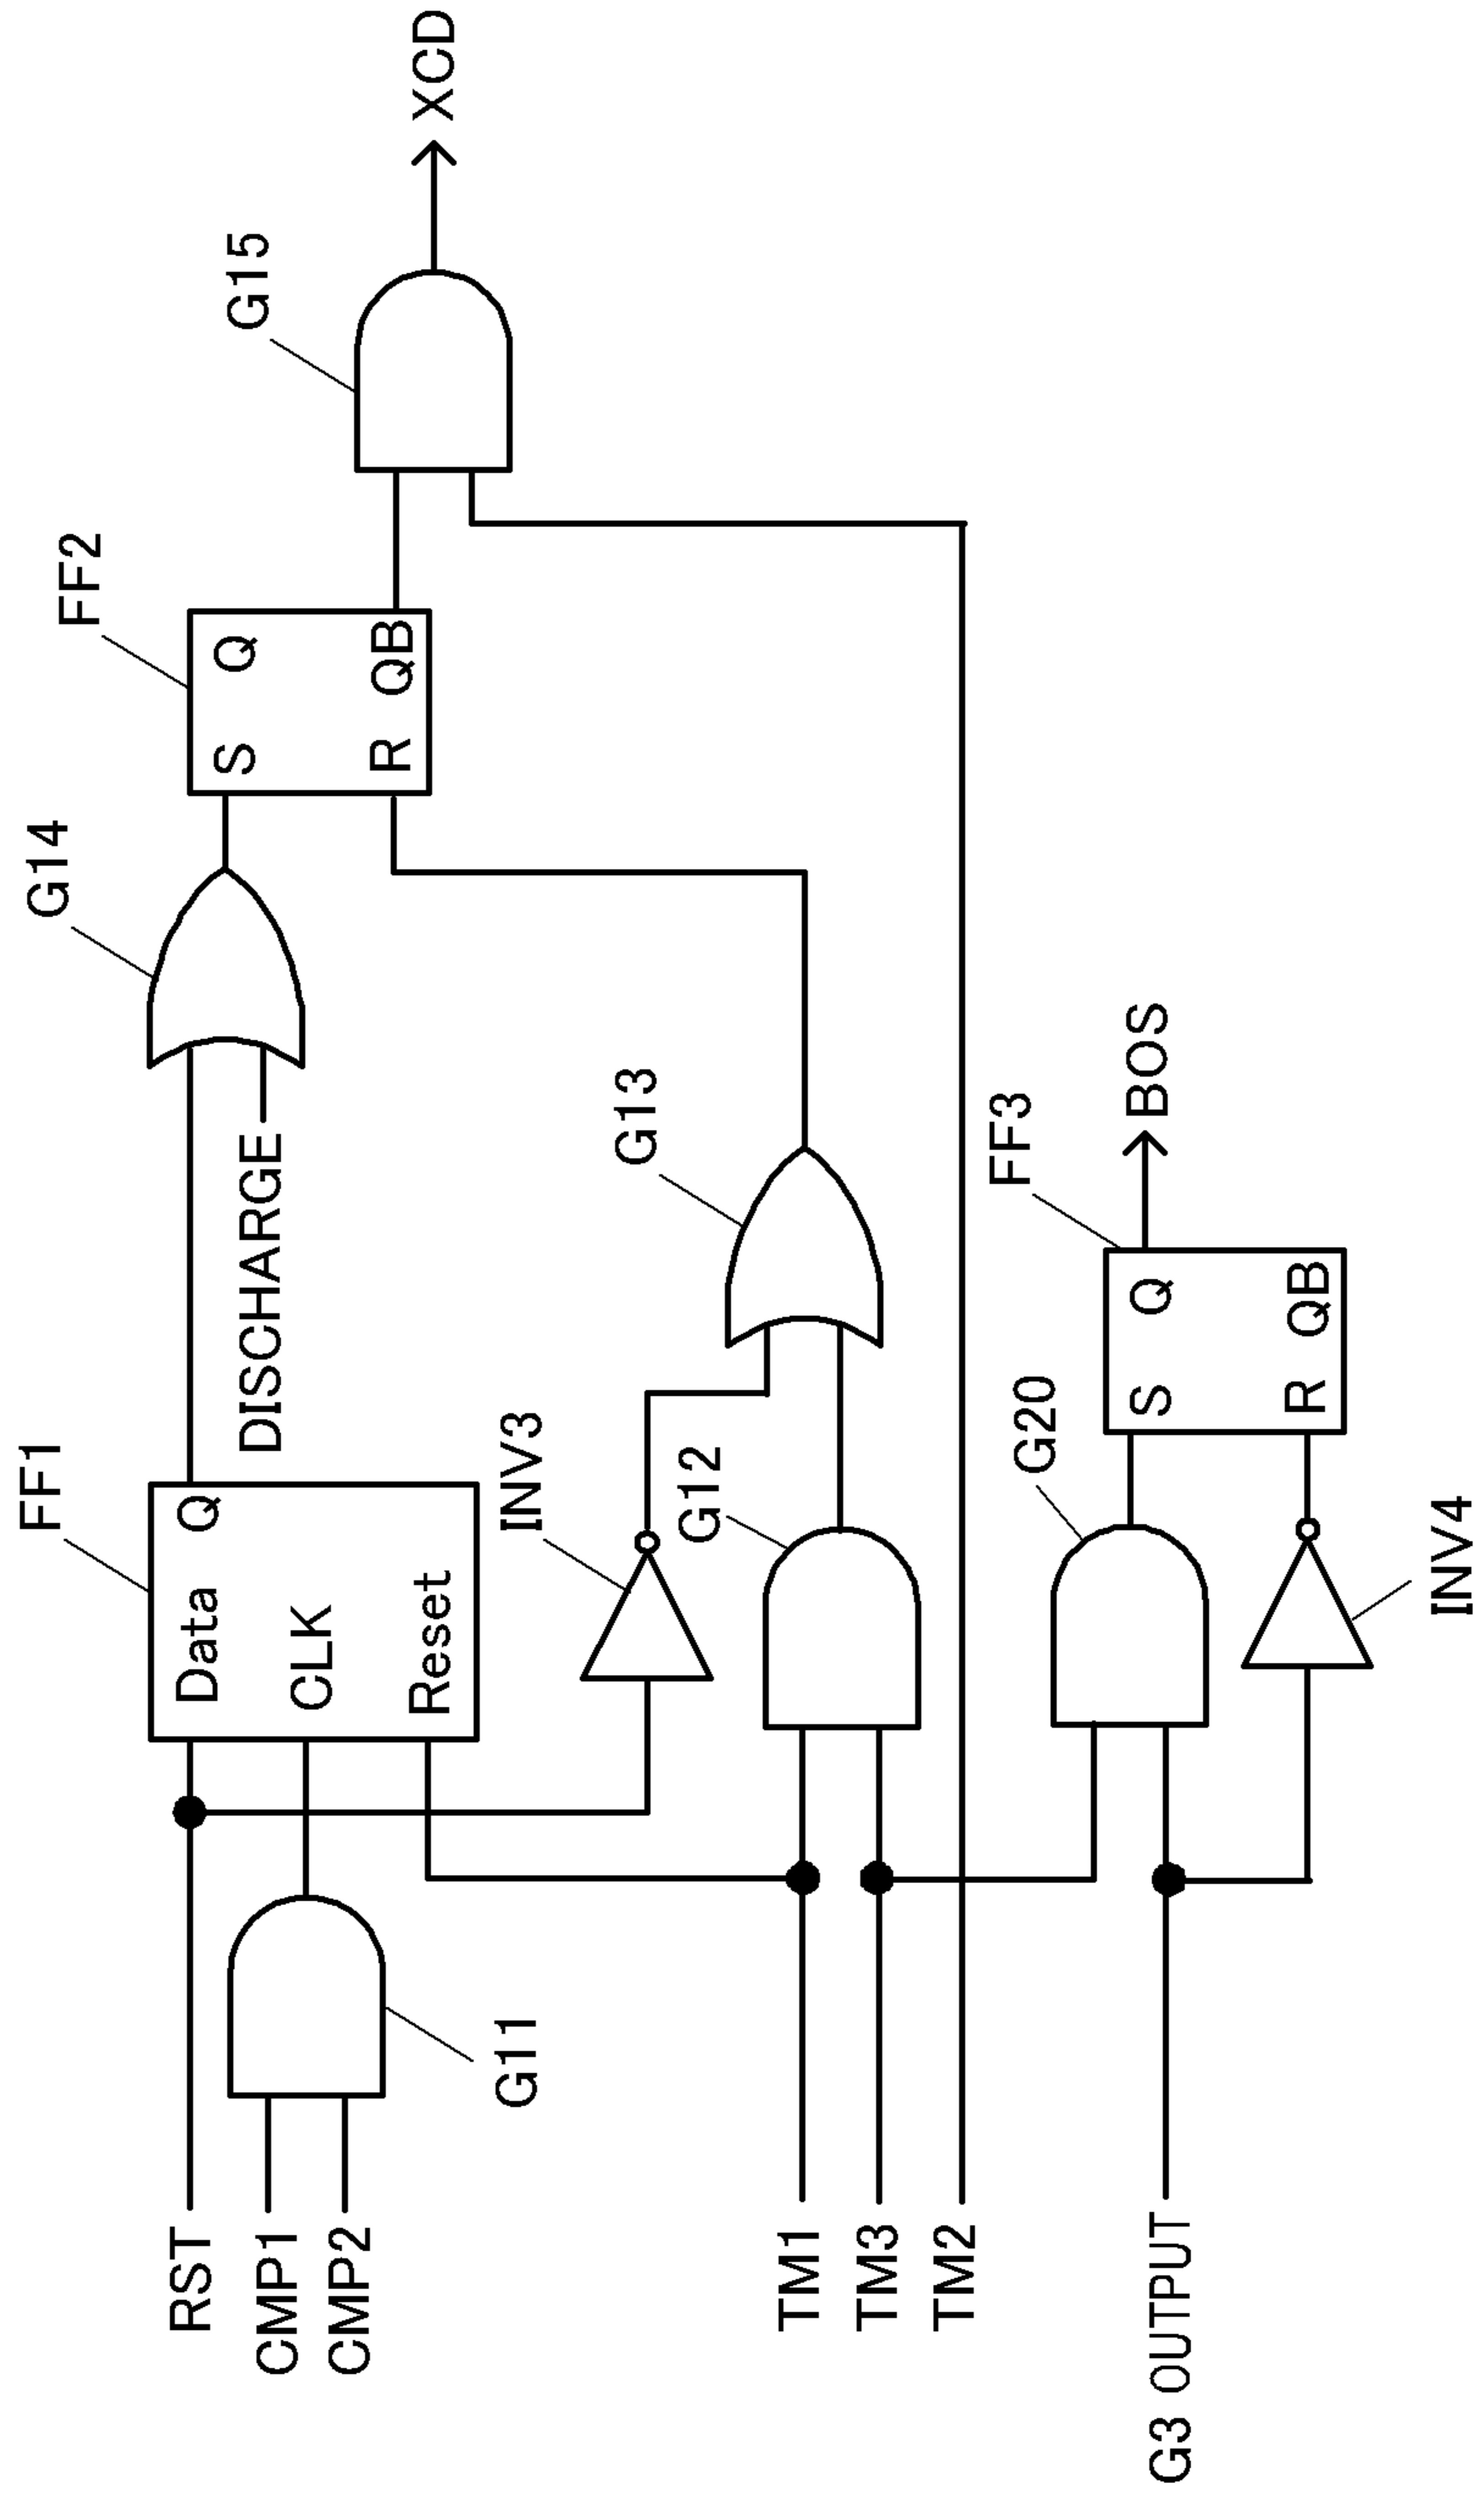 FF1
G14
FF2
G15
RST
Data
Q
S
Q
CMP1
CLK
DISCHARGE
CMP2
Reset
R
QB
XCD
G11
INV3
G13
G12
TM1
TM3
TM2
G20
FF3
S
Q
BOS
G3 OUTPUT
R
QB
INV4